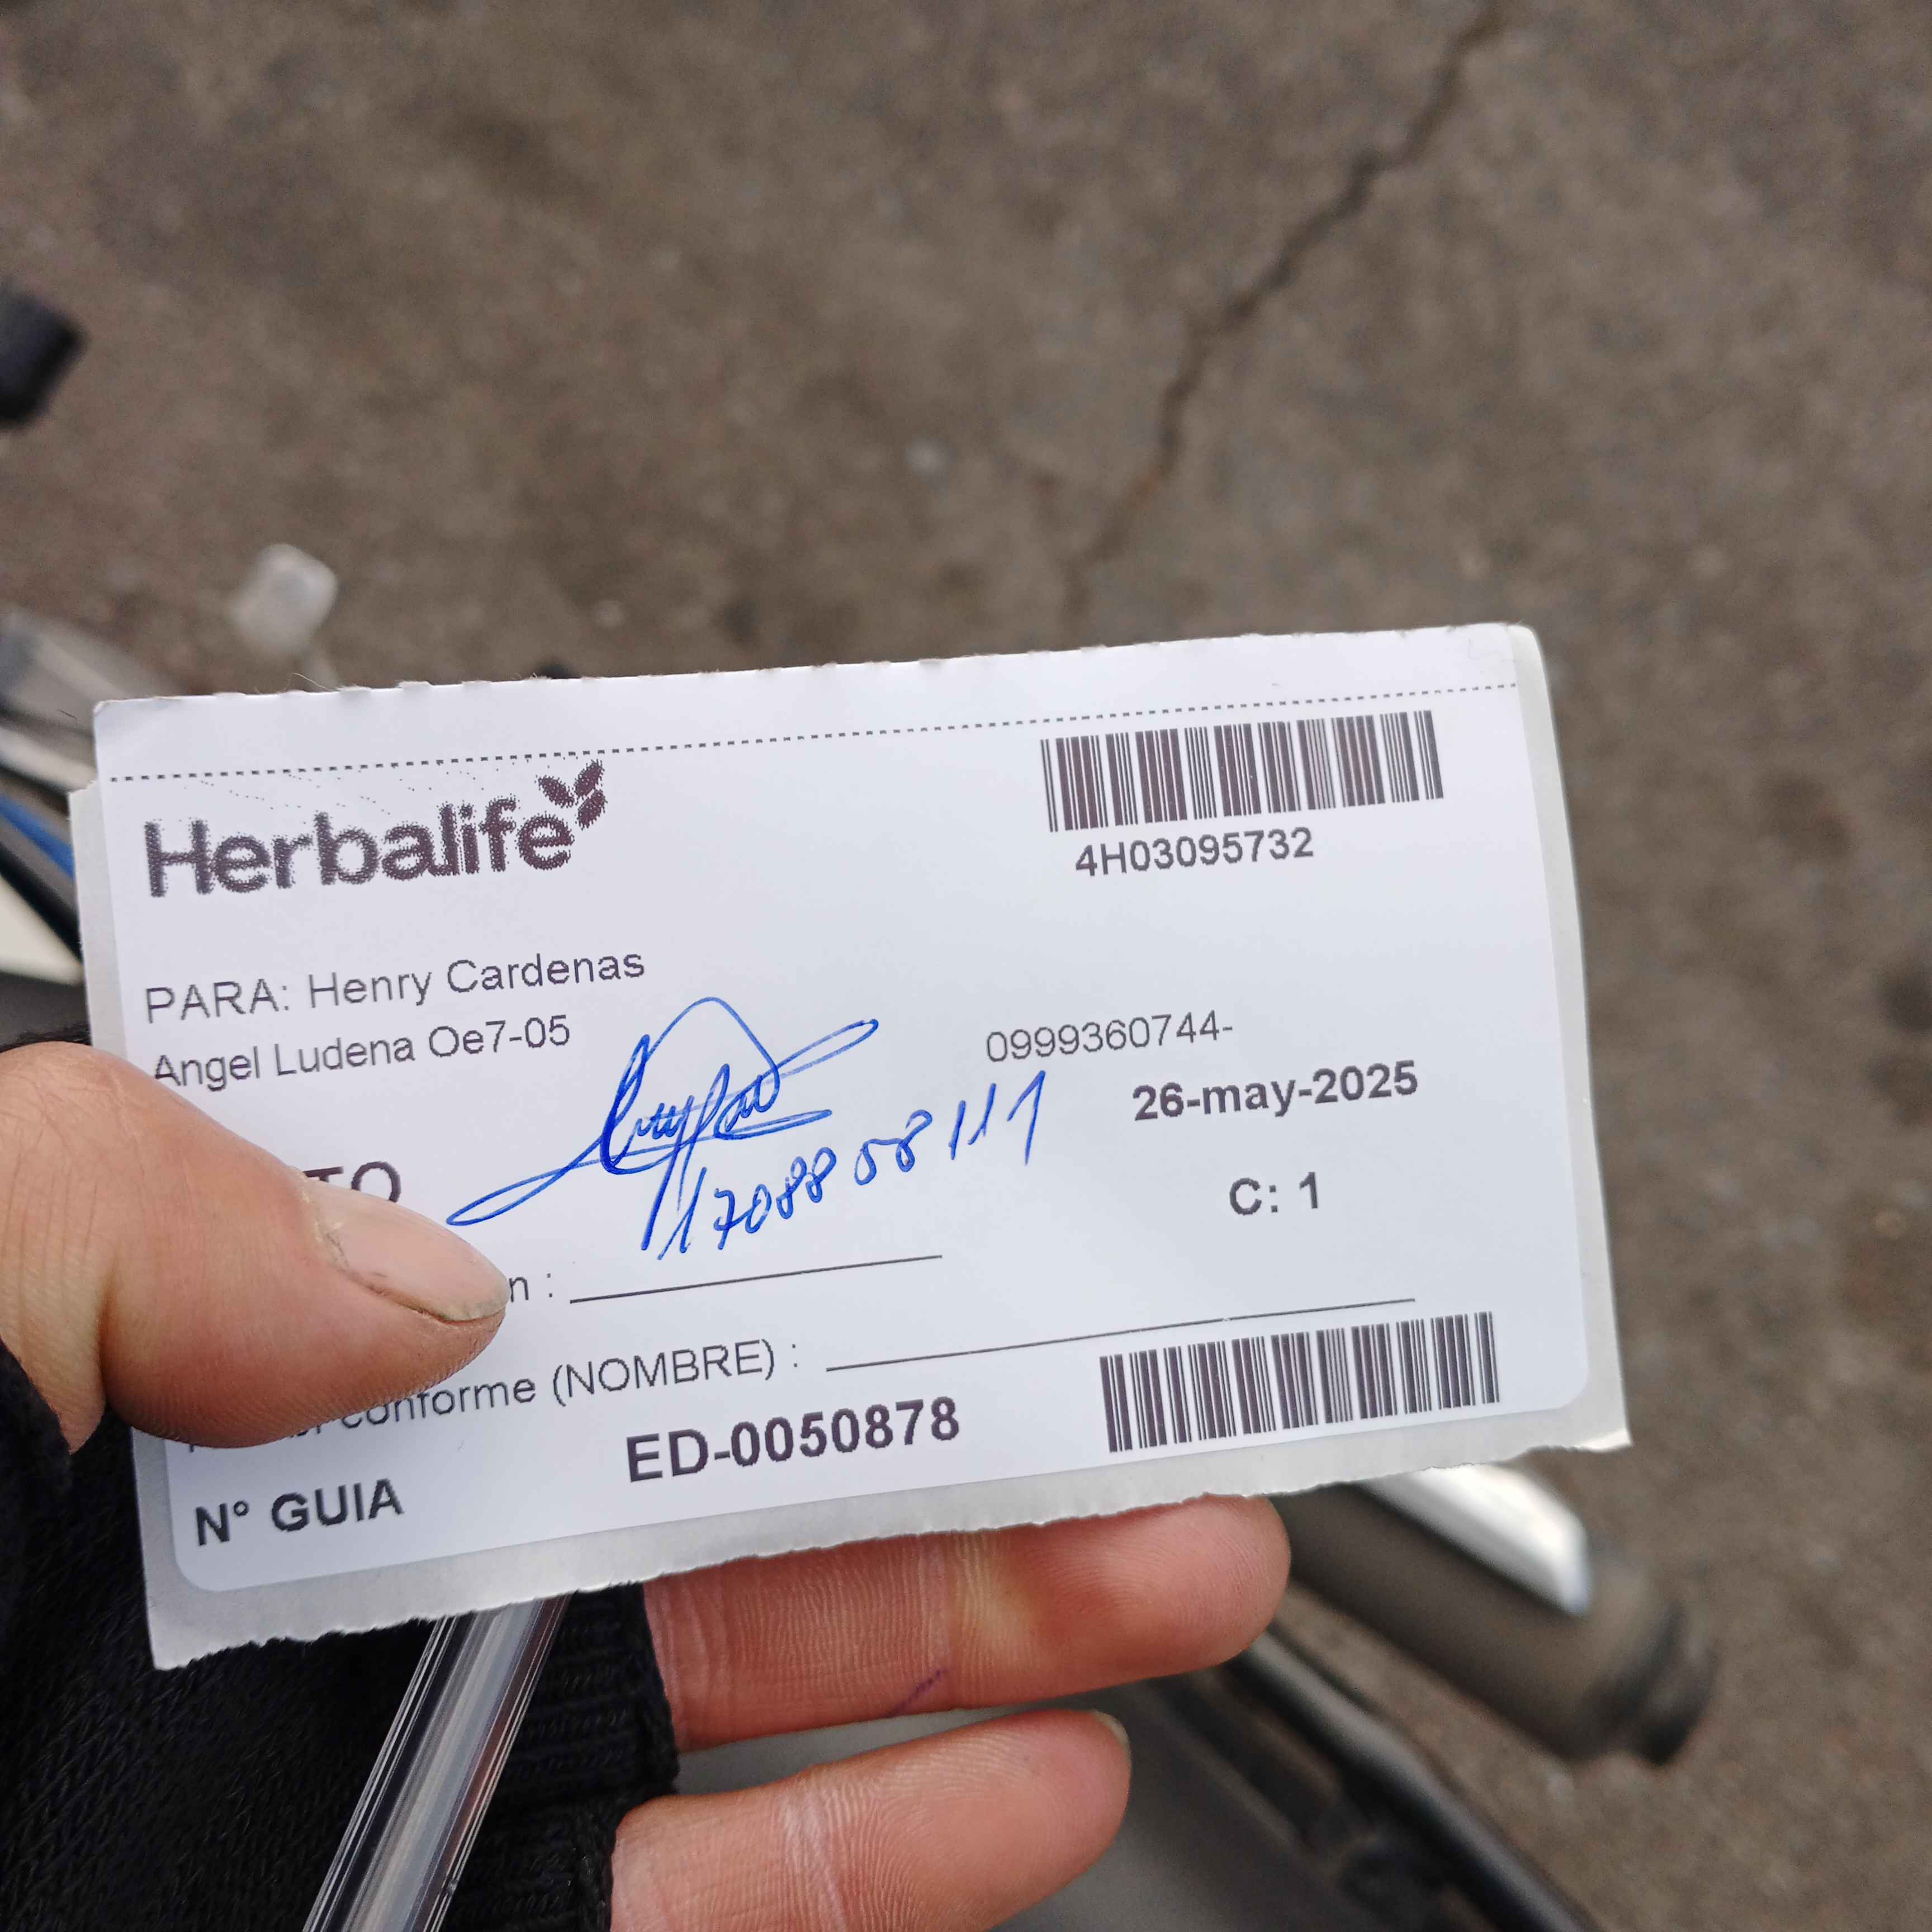 Herbalife
4H03095732
PARA: Henry Cardenas
Angel Ludena Oe7-05
0999360744-
26-may-2025
TO
C: 1
n :
conforme (NOMBRE) :
ED-0050878
N° GUIA